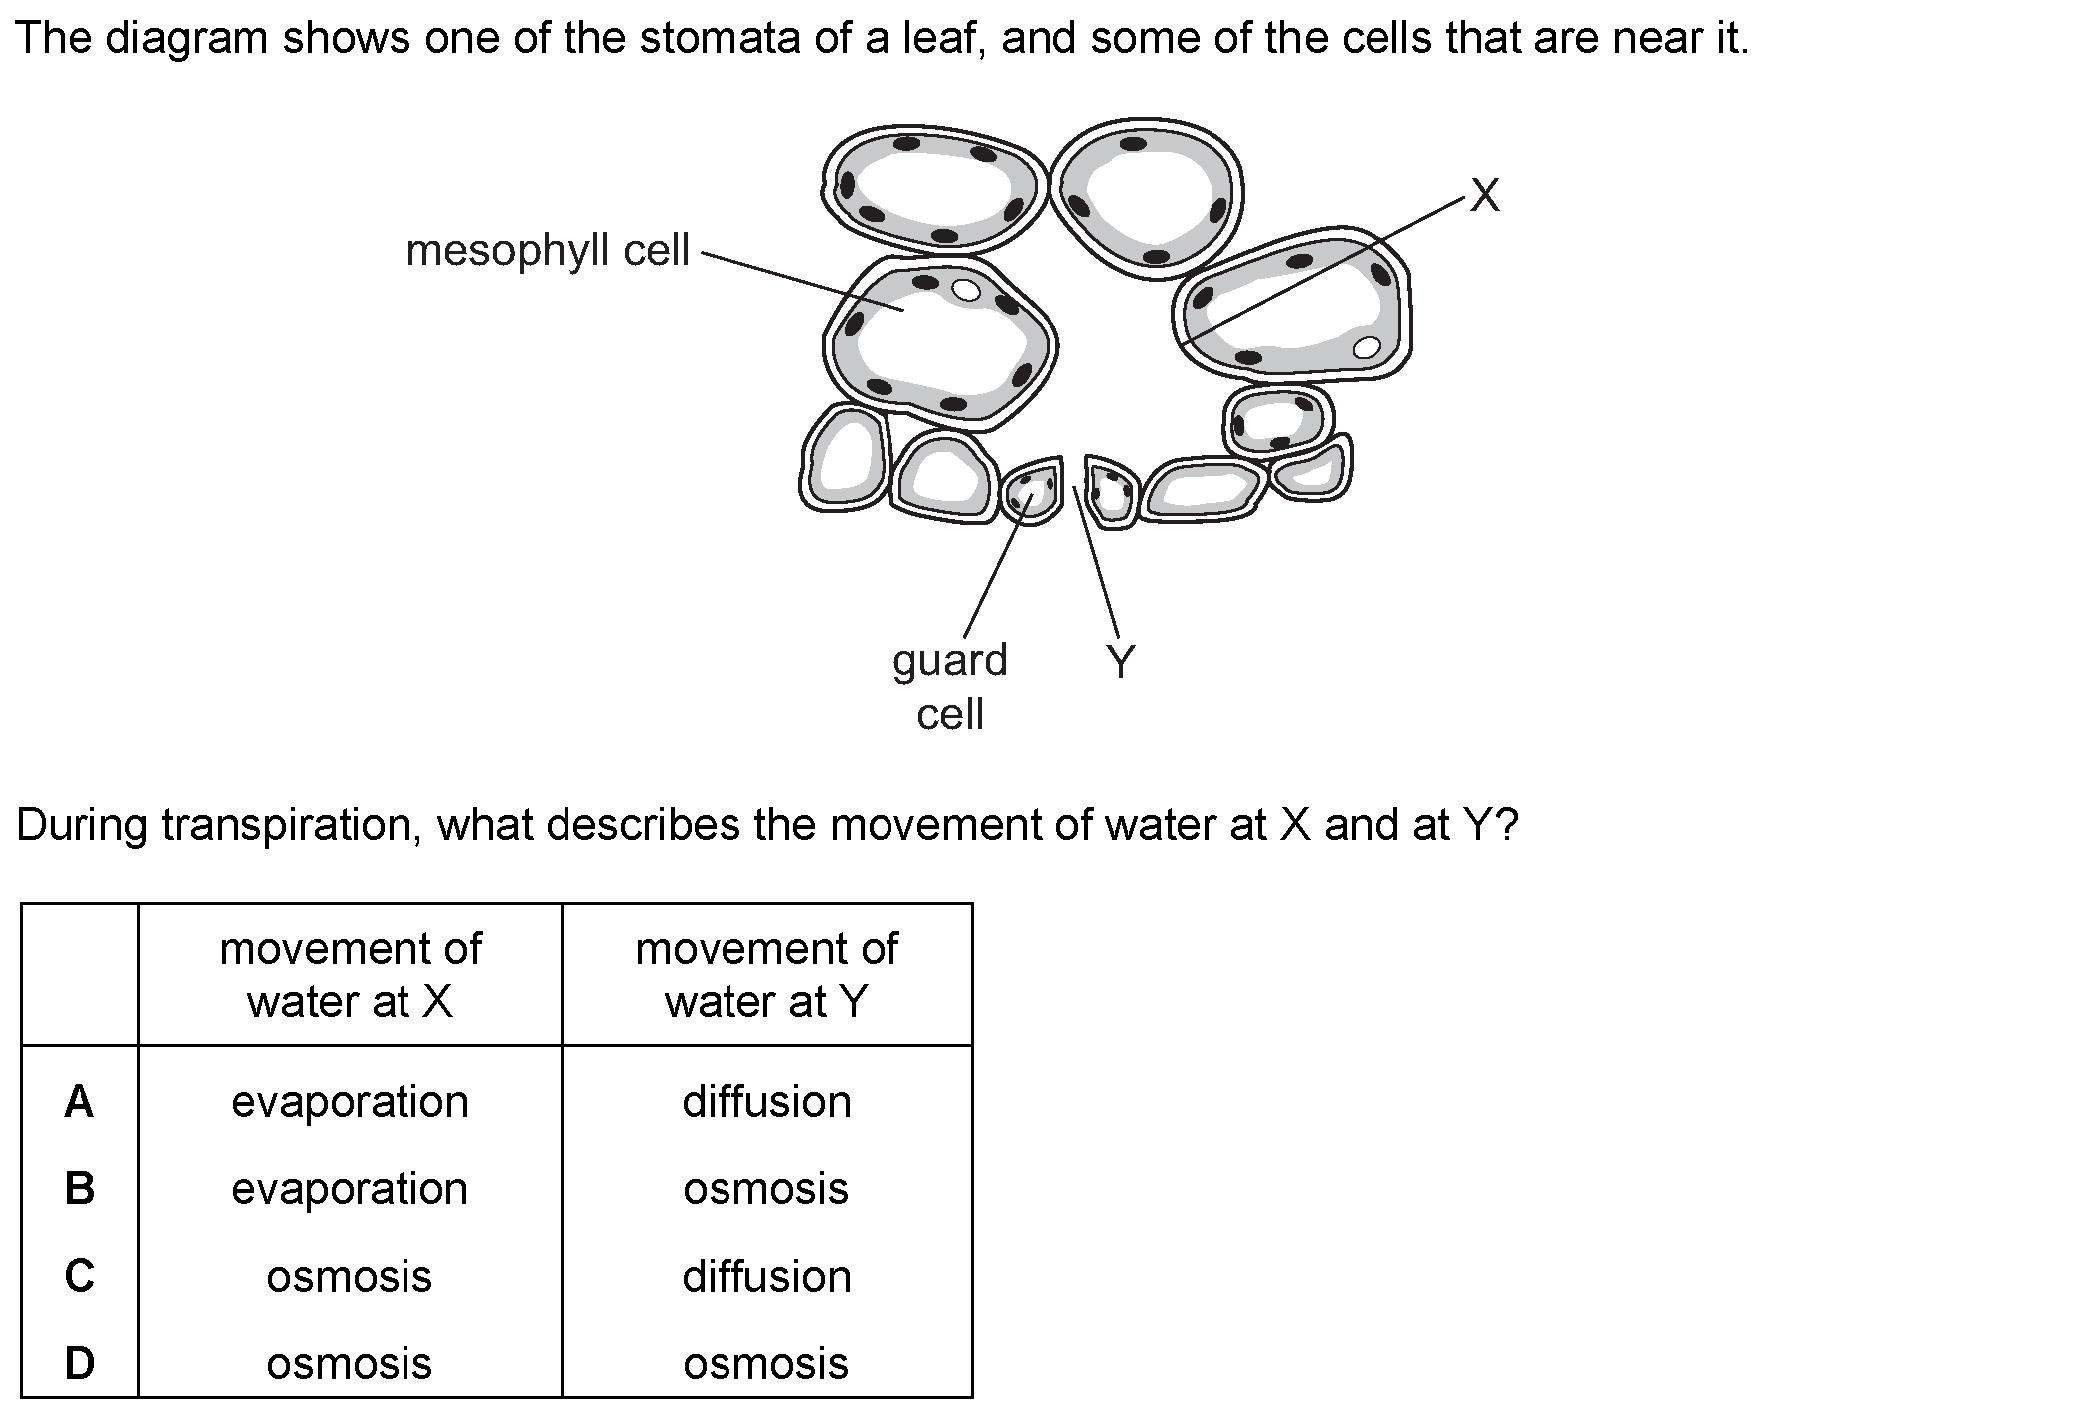 The diagram shows one of the stomata of a leaf, and some of the cells that are near it.
X
mesophyll cell
guard
cell
Y
During transpiration, what describes the movement of water at X and at Y?
movement of
water at X
movement of
water at Y
A evaporation diffusion
B evaporation osmosis
C osmosis diffusion
D osmosis osmosis